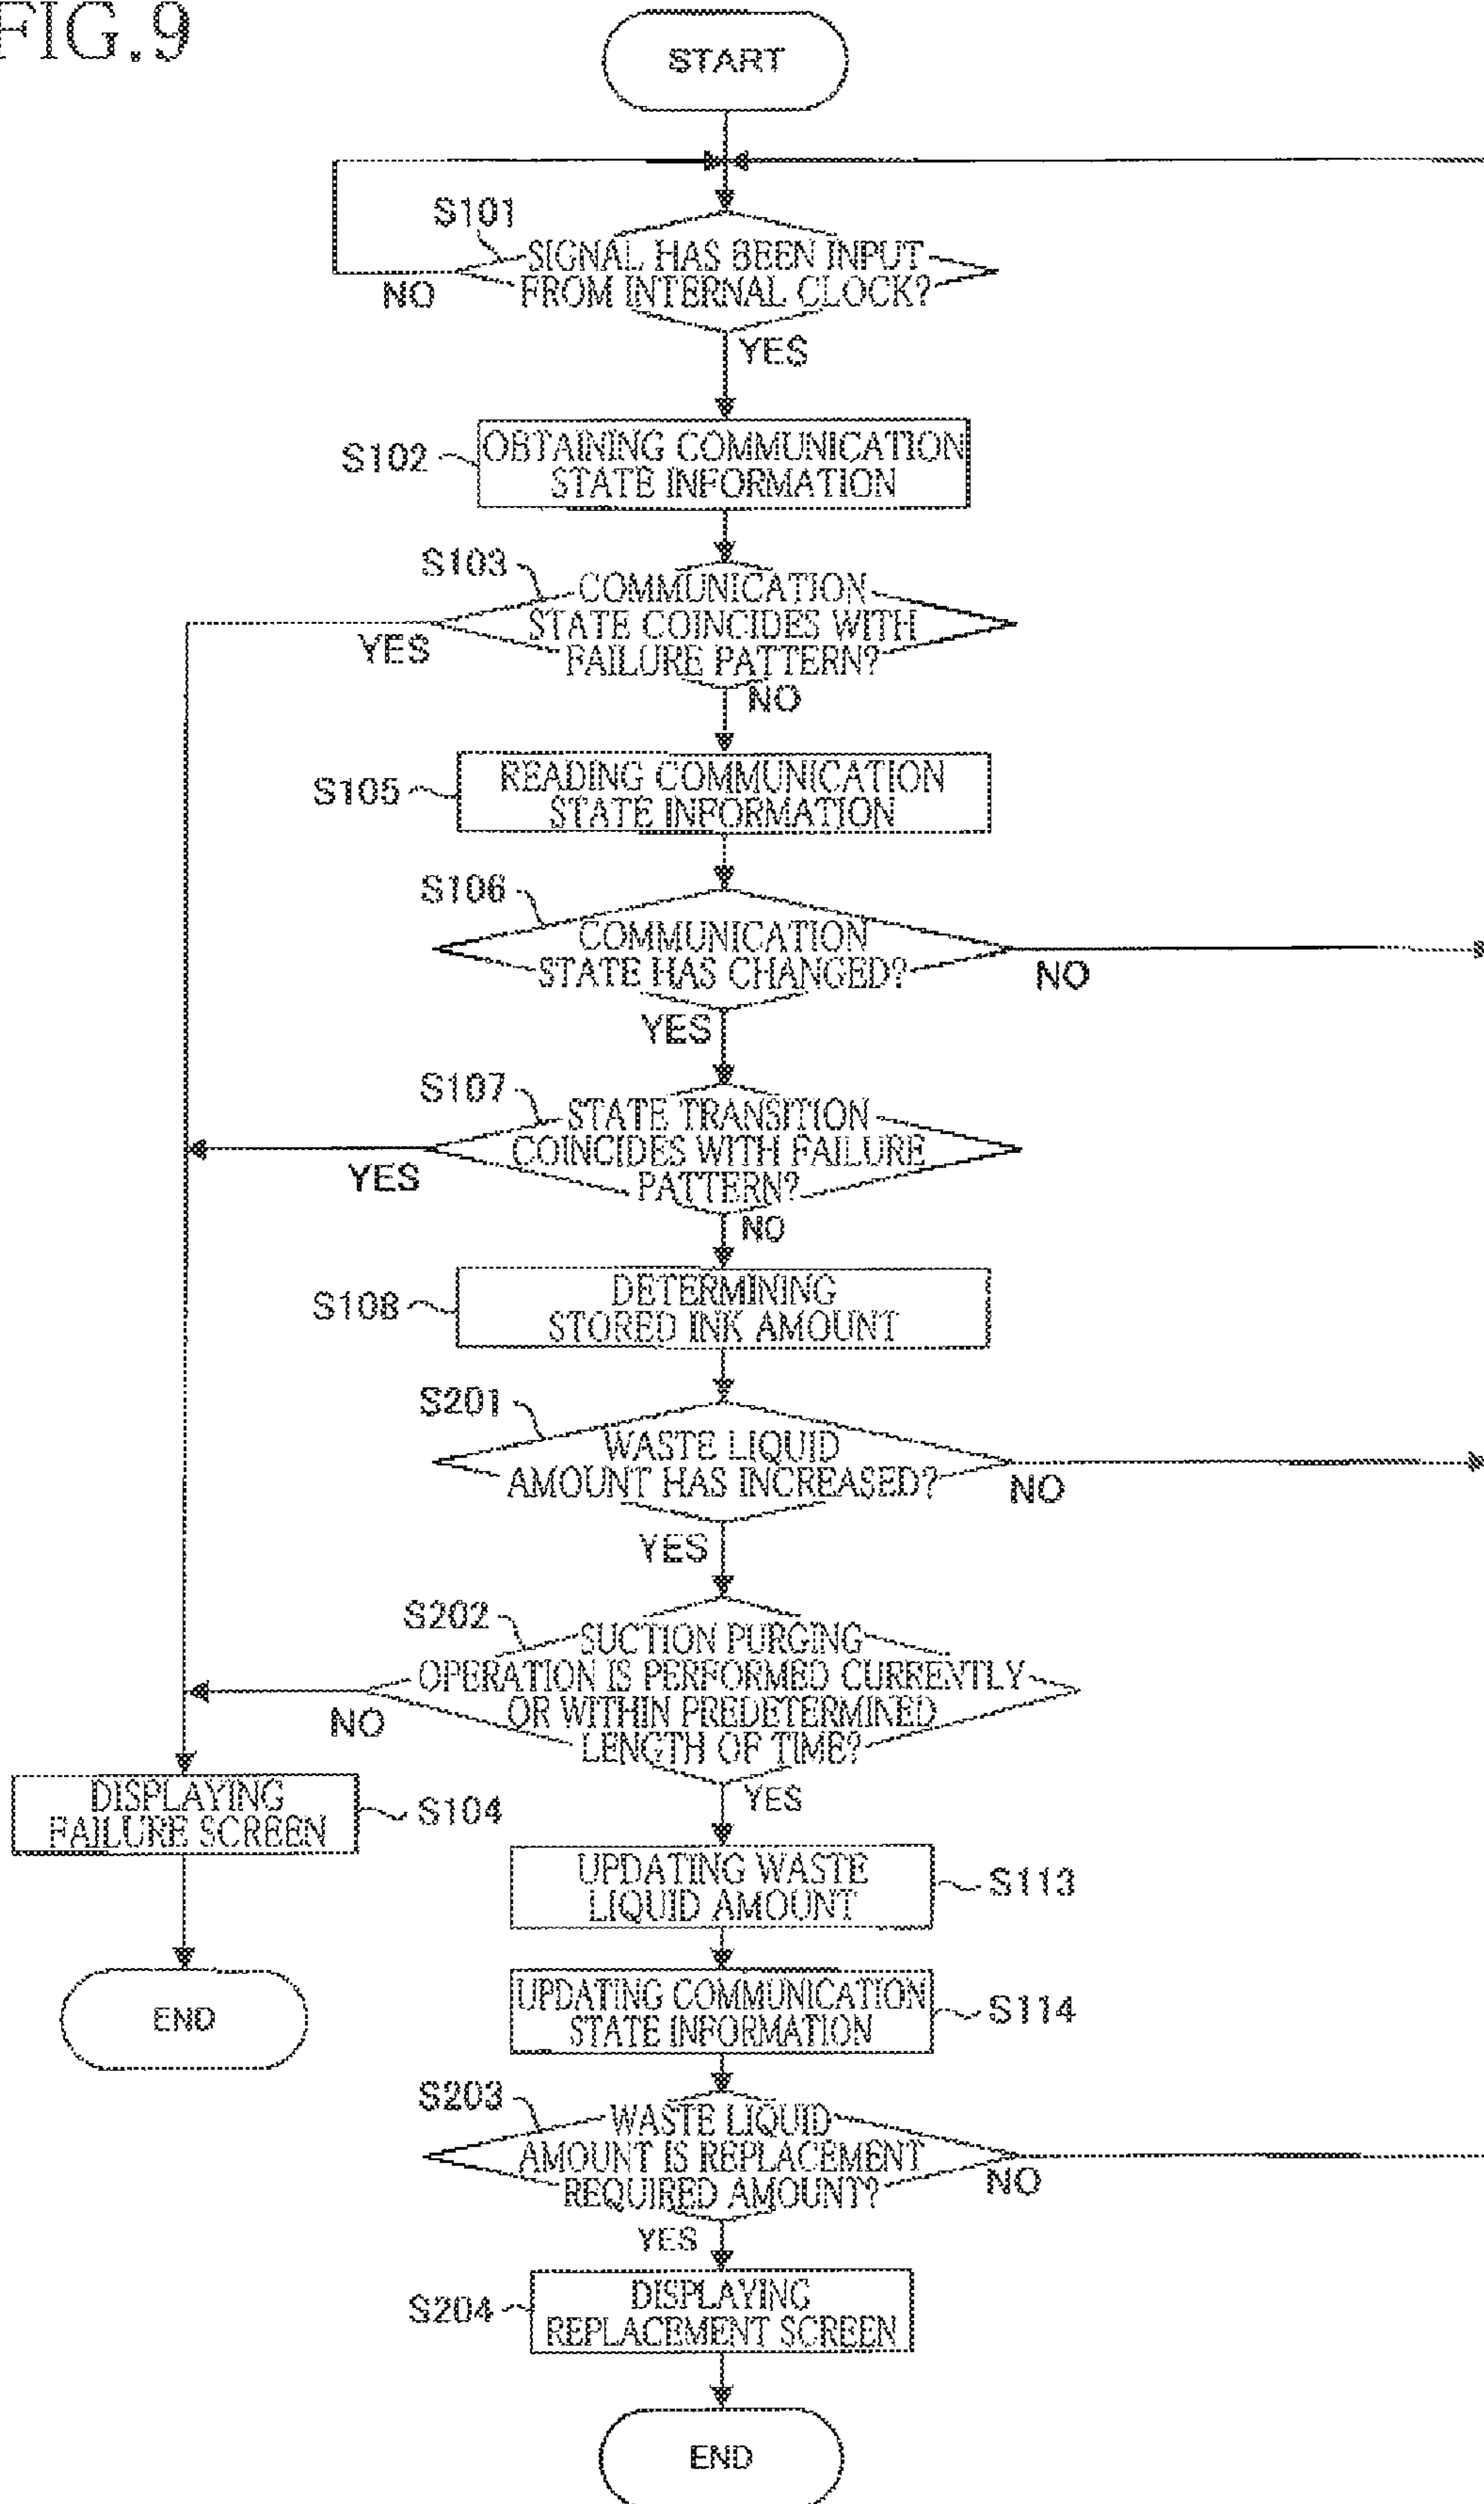 FIG.9
START
S101
SIGNAL HAS BEEN INPUT
FROM INTERNAL CLOCK?
NO
YES
S102
OBTAINING COMMUNICATION
STATE INFORMATION
S103
COMMUNICATION
STATE COINCIDES WITH
FAILURE PATTERN?
YES
NO
S105
READING COMMUNICATION
STATE INFORMATION
S106
COMMUNICATION
STATE HAS CHANGED?
NO
YES
S107
STATE TRANSITION
COINCIDES WITH FAILURE
PATTERN?
YES
NO
S108
DETERMINING
STORED INK AMOUNT
S201
WASTE LIQUID
AMOUNT HAS INCREASED?
NO
YES
S202
SUCTION PURGING
OPERATION IS PERFORMED CURRENTLY
OR WITHIN PREDETERMINED
LENGTH OF TIME?
NO
YES
DISPLAYING
FAILURE SCREEN
S104
END
UPDATING WASTE
LIQUID AMOUNT
S113
UPDATING COMMUNICATION
STATE INFORMATION
S114
S203
WASTE LIQUID
AMOUNT IS REPLACEMENT
REQUIRED AMOUNT?
NO
YES
S204
DISPLAYING
REPLACEMENT SCREEN
END